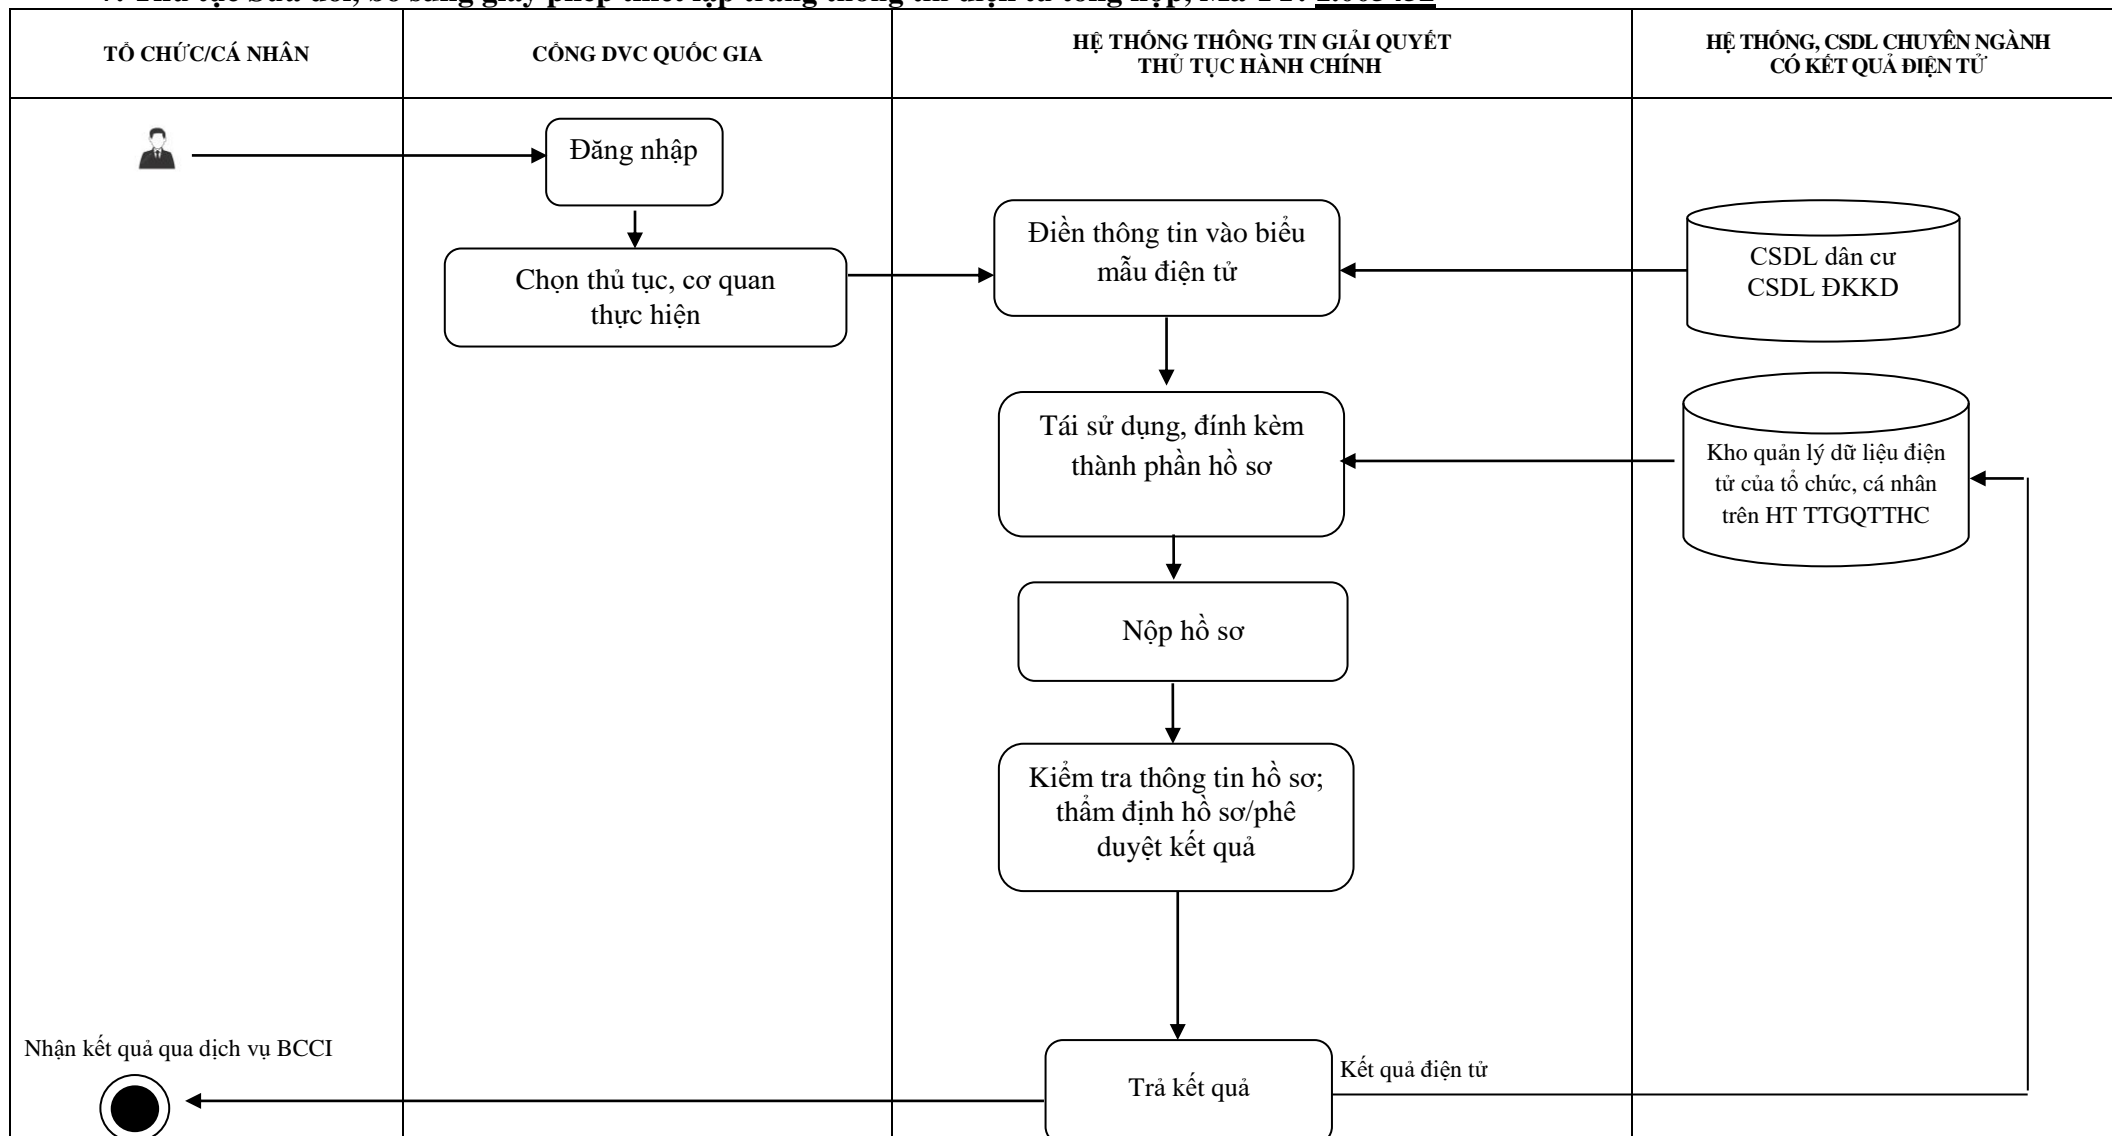 TỔ CHỨC/CÁ NHÂN
CỔNG DVC QUỐC GIA
HỆ THỐNG THÔNG TIN GIẢI QUYẾT
THỦ TỤC HÀNH CHÍNH
HỆ THỐNG, CSDL CHUYÊN NGÀNH
CÓ KẾT QUẢ ĐIỆN TỬ
Đăng nhập
Chọn thủ tục, cơ quan
thực hiện
Điền thông tin vào biểu
mẫu điện tử
CSDL dân cư
CSDL ĐKKD
Tái sử dụng, đính kèm
thành phần hồ sơ
Kho quản lý dữ liệu điện
tử của tổ chức, cá nhân
trên HT TTGQTTHC
Nộp hồ sơ
Kiểm tra thông tin hồ sơ;
thẩm định hồ sơ/phê
duyệt kết quả
Nhận kết quả qua dịch vụ BCCI
Trả kết quả
Kết quả điện tử